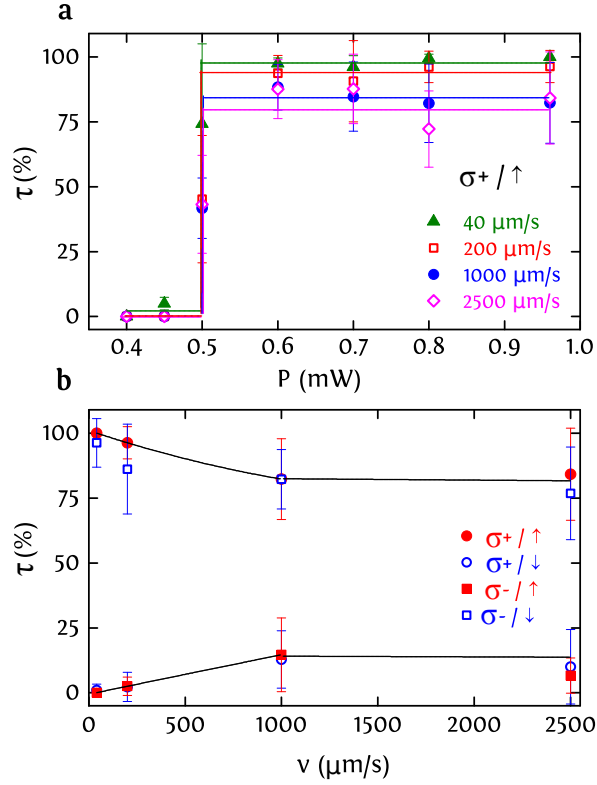 a
100
75
50
25
0
τ (%)
σ+ / ↑
40 μm/s
200 μm/s
1000 μm/s
2500 μm/s
0.4 0.5 0.6 0.7 0.8 0.9 1.0
P (mW)
b
100
75
50
25
0
τ (%)
σ+ / ↑
σ+ / ↓
σ- / ↑
σ- / ↓
0 500 1000 1500 2000 2500
ν (μm/s)